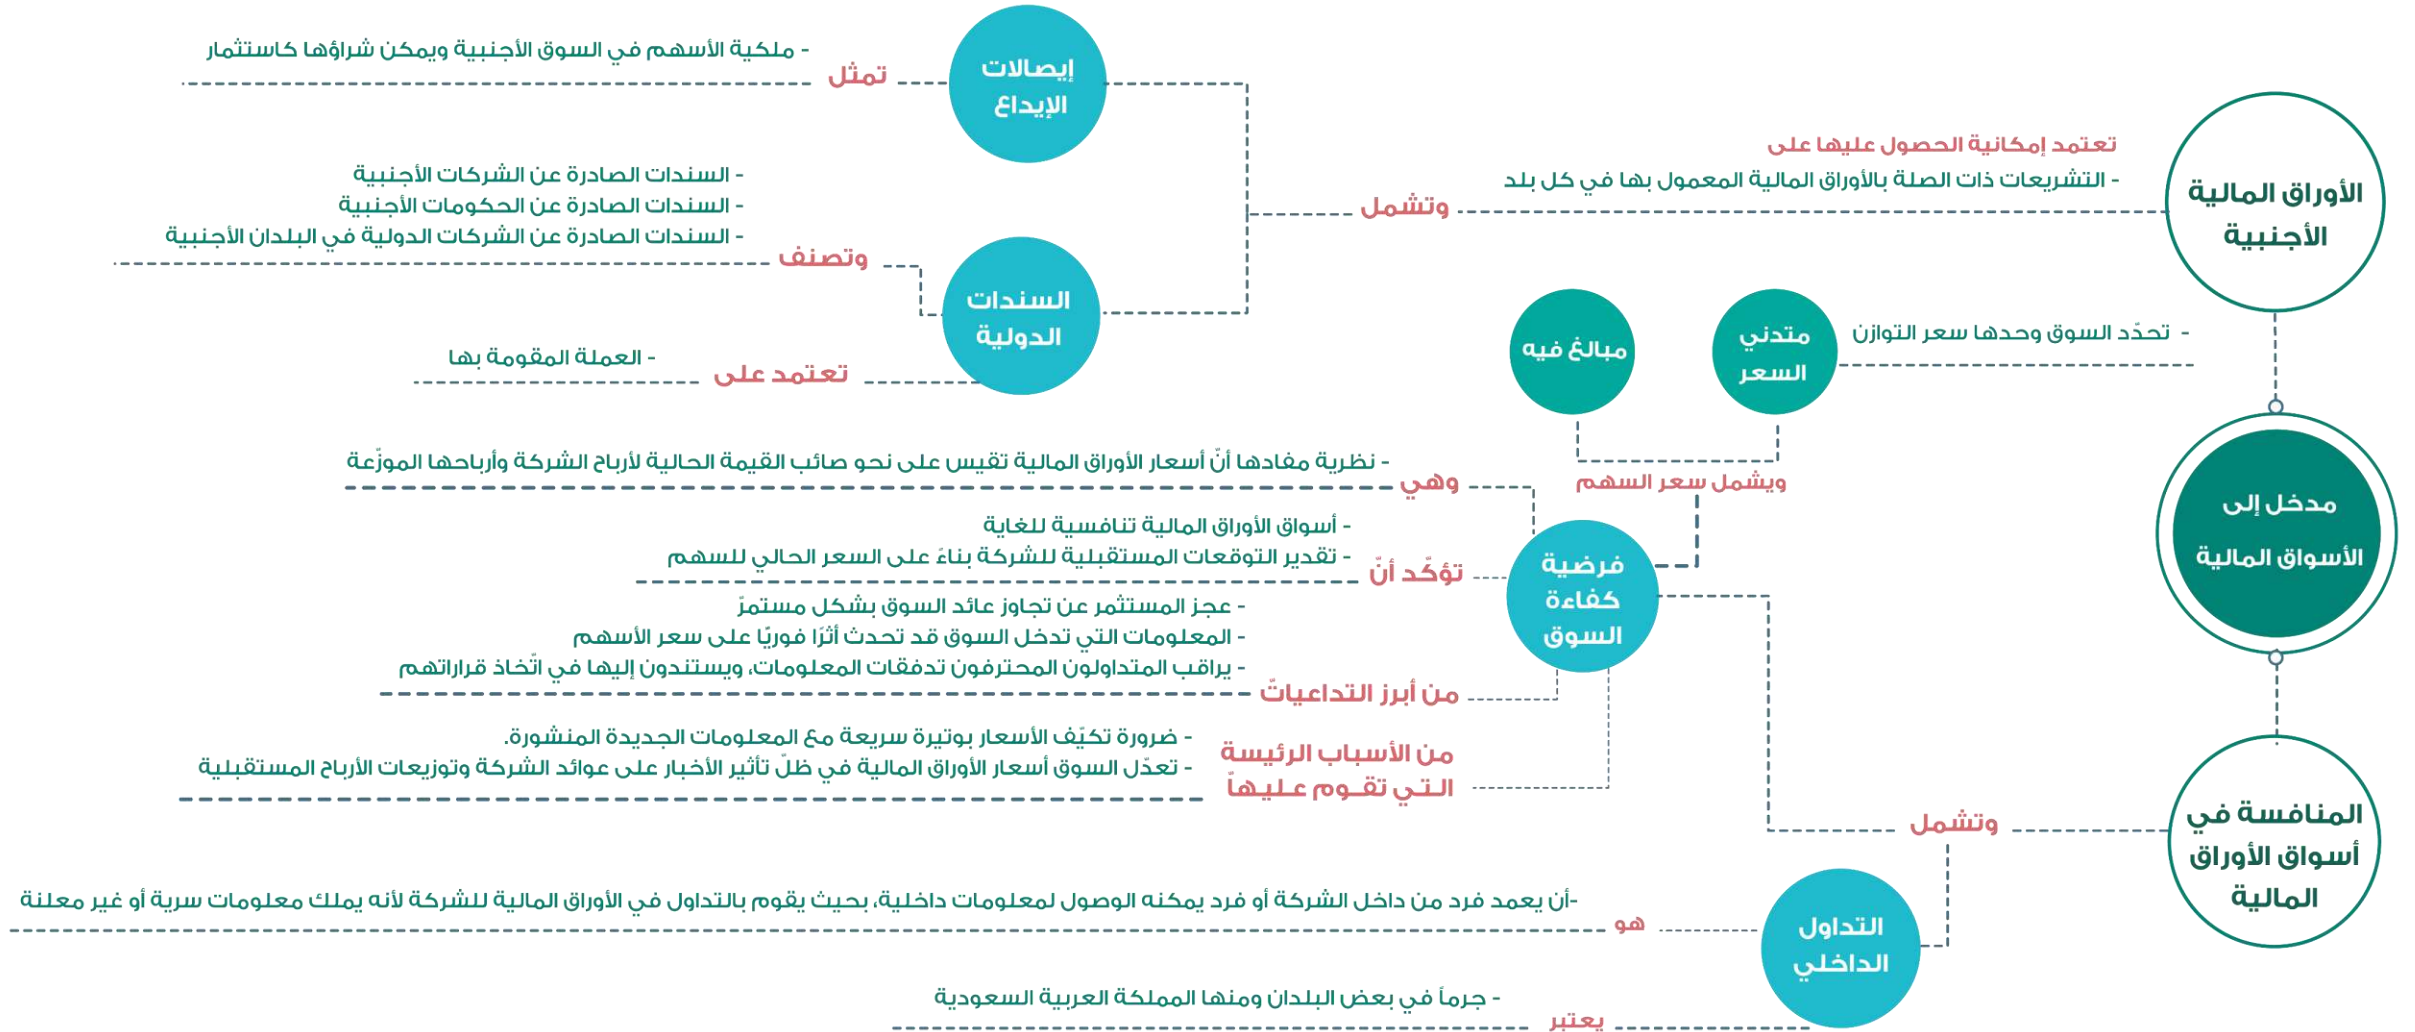 مدخل إلى
الأسواق المالية
الأوراق المالية
الأجنبية
تعتمد إمكانية الحصول عليها على
- التشريعات ذات الصلة بالأوراق المالية المعمول بها في كل بلد
وتشمل
إيصالات
الإيداع
تمثل
- ملكية الأسهم في السوق الأجنبية ويمكن شراؤها كاستثمار
السندات
الدولية
وتصنف
- السندات الصادرة عن الشركات الأجنبية
- السندات الصادرة عن الحكومات الأجنبية
- السندات الصادرة عن الشركات الدولية في البلدان الأجنبية
تعتمد على
- العملة المقومة بها
المنافسة في
أسواق الأوراق
المالية
وتشمل
فرضية
كفاءة
السوق
ويشمل سعر السهم
متدني
السعر
- تحدّد السوق وحدها سعر التوازن
مبالغ فيه
وهي
- نظرية مفادها أنّ أسعار الأوراق المالية تقيس على نحو صائب القيمة الحالية لأرباح الشركة وأرباحها الموزّعة
تؤكّد أنّ
- أسواق الأوراق المالية تنافسية للغاية
- تقدير التوقعات المستقبلية للشركة بناءً على السعر الحالي للسهم
من أبرز التداعياتّ
- عجز المستثمر عن تجاوز عائد السوق بشكل مستمرّ
- المعلومات التي تدخل السوق قد تحدث أثرًا فوريًّا على سعر الأسهم
- يراقب المتداولون المحترفون تدفقات المعلومات، ويستندون إليها في اتّخاذ قراراتهم
من الأسباب الرئيسة
الـتـي تقــوم عـلـيـهـاّ
- ضرورة تكيّف الأسعار بوتيرة سريعة مع المعلومات الجديدة المنشورة.
- تعدّل السوق أسعار الأوراق المالية في ظلّ تأثير الأخبار على عوائد الشركة وتوزيعات الأرباح المستقبلية
التداول
الداخلي
هو
-أن يعمد فرد من داخل الشركة أو فرد يمكنه الوصول لمعلومات داخلية، بحيث يقوم بالتداول في الأوراق المالية للشركة لأنه يملك معلومات سرية أو غير معلنة
يعتبر
- جرماً في بعض البلدان ومنها المملكة العربية السعودية